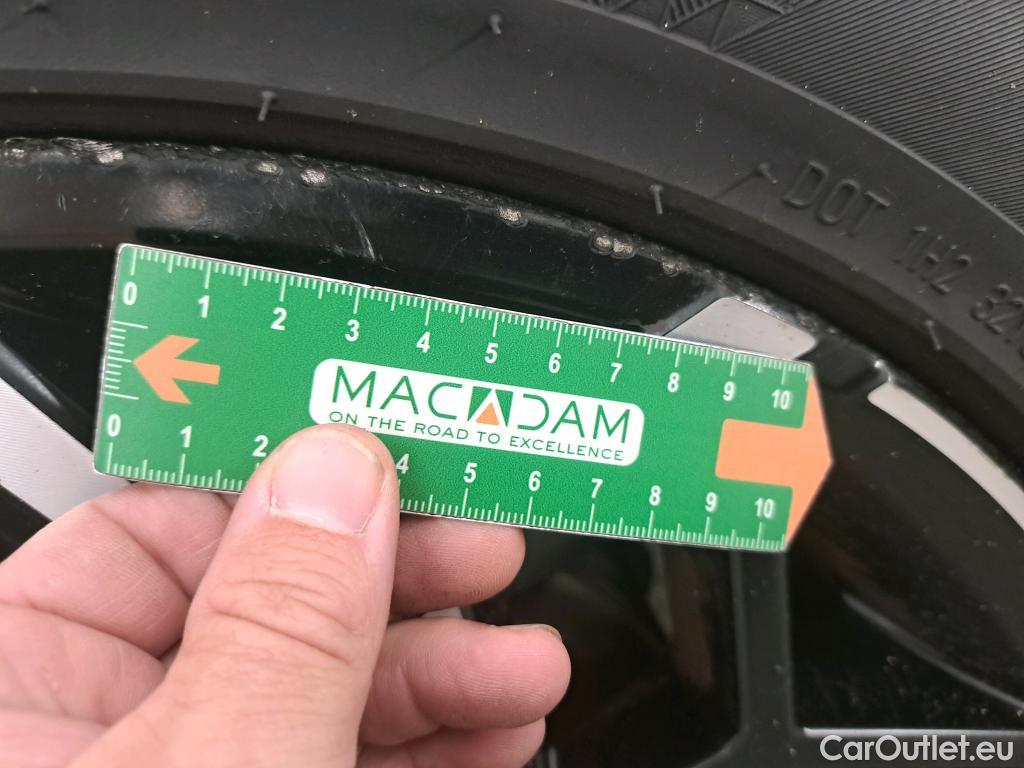 DOT 1H2
0 1 2 3 4 5 6 7 8 9 10
MACADAM
ON THE ROAD TO EXCELLENCE
0 1 2 4 5 6 7 8 9 10
CarOutlet.eu